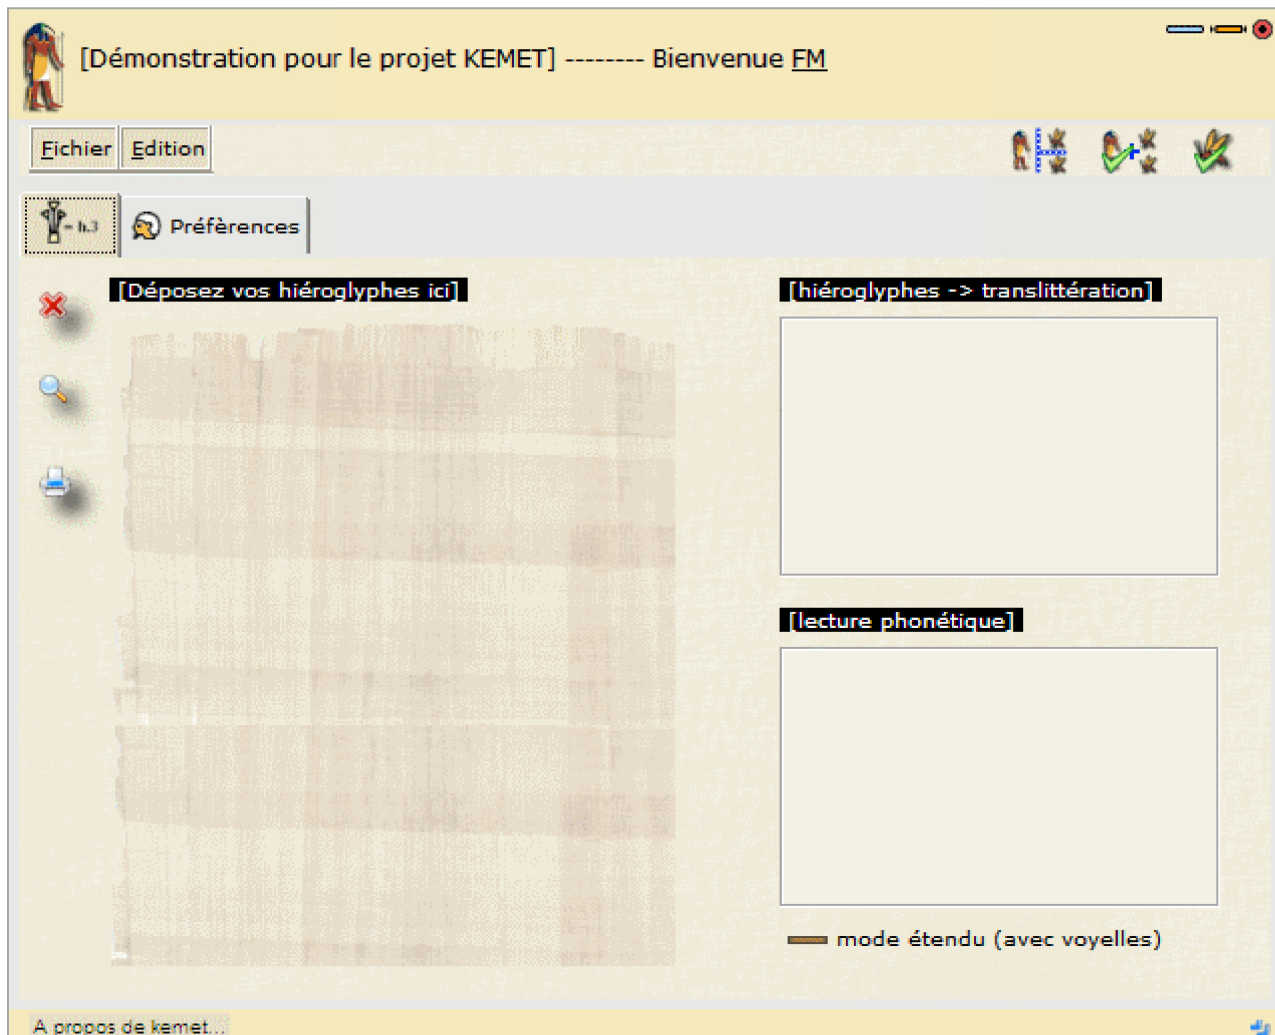 [Démonstration pour le projet KEMET] -------- Bienvenue FM
Fichier Edition
= h.3 Préfèrences
[Déposez vos hiéroglyphes ici]
[hiéroglyphes -> translittération]
[lecture phonétique]
mode étendu (avec voyelles)
A propos de kemet...